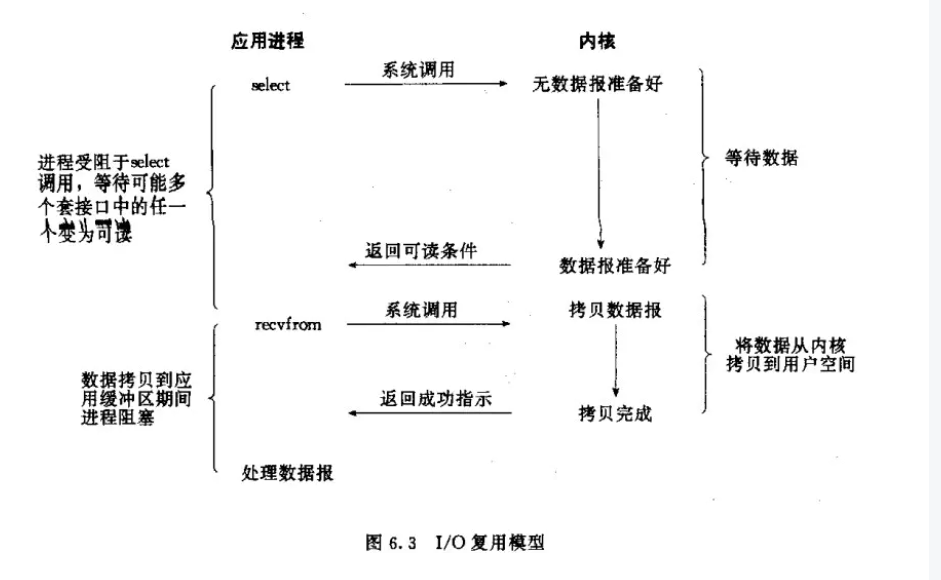 应用进程
内核
select
系统调用
无数据报准备好
进程受阻于select
调用，等待可能多
个套接口中的任一
个变为可读
等待数据
返回可读条件
数据报准备好
recvfrom
系统调用
拷贝数据报
将数据从内核
拷贝到用户空间
数据拷贝到应
用缓冲区期间
进程阻塞
返回成功指示
拷贝完成
处理数据报
图 6.3 I/O 复用模型